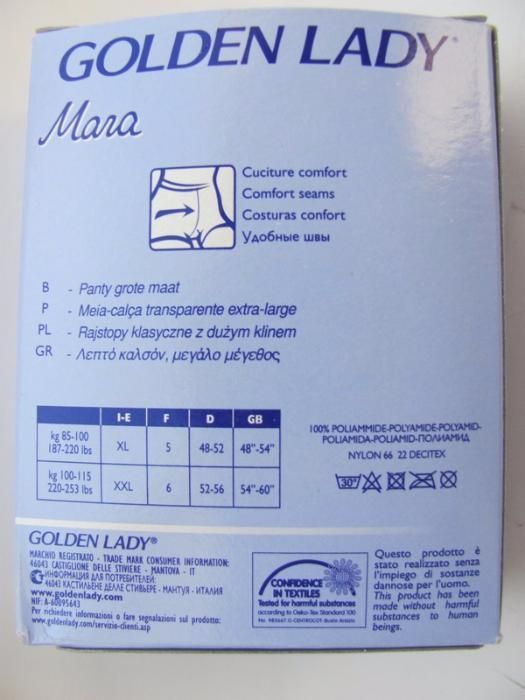 GOLDEN LADY®
Mara
Cuciture comfort
Comfort seams
Costuras confort
Удобные швы
B - Panty grote maat
P - Meia-calça transparente extra-large
PL - Rajstopy klasyczne z dużym klinem
GR - Λεπτό καλσόν, μεγάλο μέγεθος
I-E F D GB
kg 85-100
187-220 lbs XL 5 48-52 48"-54"
kg 100-115
220-253 lbs XXL 6 52-56 54"-60"
100% POLIAMMIDE-POLYAMIDE-POLYAMID-
POLIAMIDA-POLIAMID-ПОЛИАМИД
NYLON 66 22 DECITEX
30°
GOLDEN LADY®
MARCHIO REGISTRATO - TRADE MARK CONSUMER INFORMATION:
46043 CASTIGLIONE DELLE STIVIERE - MANTOVA - IT
ИНФОРМАЦИЯ ДЛЯ ПОТРЕБИТЕЛЕЙ:
46043 КАСТИЛЬЕНЕ ДЕЛЛЕ СТИВЬЕРЕ - МАНТУЯ - ИТАЛИЯ
www.goldenlady.com
NIF: A-60895643
Per richiedere informazioni o fare segnalazioni sul prodotto:
www.goldenlady.com/servizio-clienti.asp
CONFIDENCE
IN TEXTILES
Tested for harmful substances
according to Oeko-Tex Standard 100
CENTROCOT-Busto Arsizio
Questo prodotto è
stato realizzato senza
l'impiego di sostanze
dannose per l'uomo.
This product has been
made without harmful
substances to human
beings.